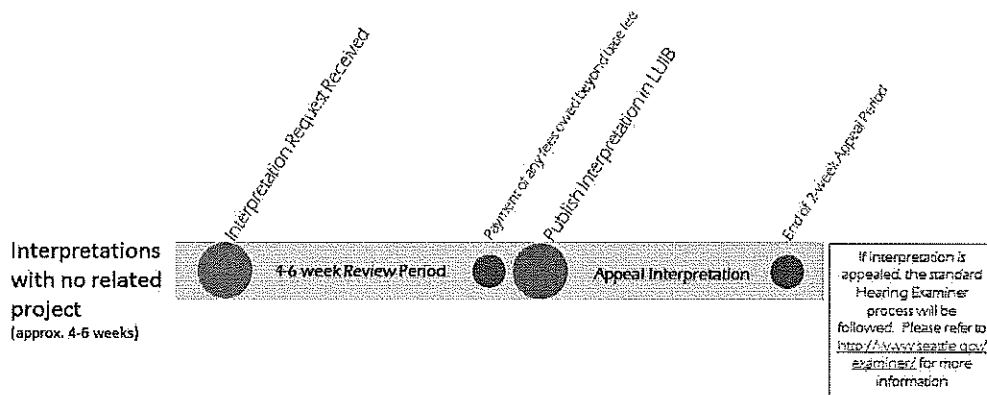 Interpretation Request Received
Payment of any fees owed beyond base fee
Publish Interpretation in LUIB
End of 2-week Appeal Period
Interpretations
with no related
project
(approx. 4-6 weeks)
4-6 week Review Period
Appeal Interpretation
If interpretation is
appealed, the standard
Hearing Examiner
process will be
followed. Please refer to
http://www.seattle.gov/
examiner/ for more
information